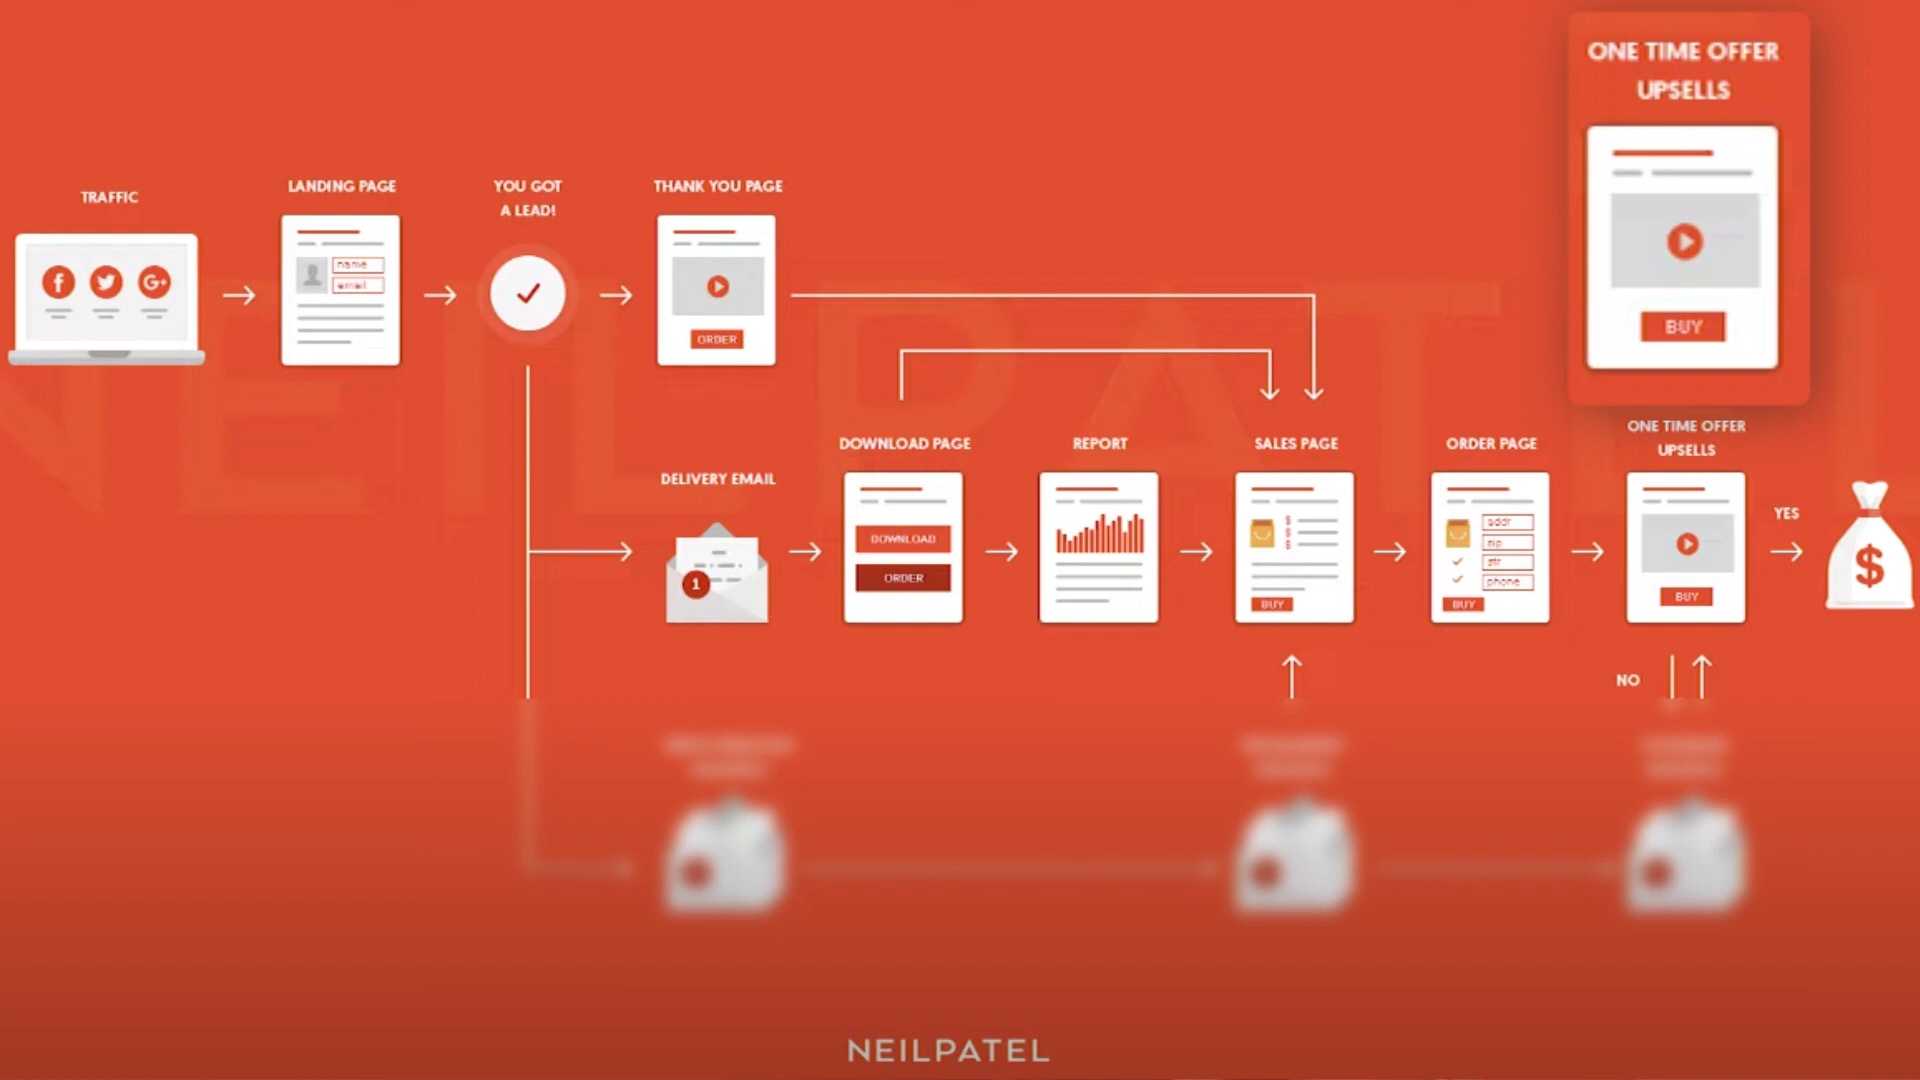 ONE TIME OFFER
UPSELLS
BUY
TRAFFIC
LANDING PAGE
name
email
YOU GOT
A LEAD!
THANK YOU PAGE
ORDER
DELIVERY EMAIL
1
DOWNLOAD PAGE
DOWNLOAD
ORDER
REPORT
SALES PAGE
$
$
$
BUY
ORDER PAGE
addr
zip
str
phone
BUY
ONE TIME OFFER
UPSELLS
BUY
YES
$
NO
NEILPATEL
NEILPATEL